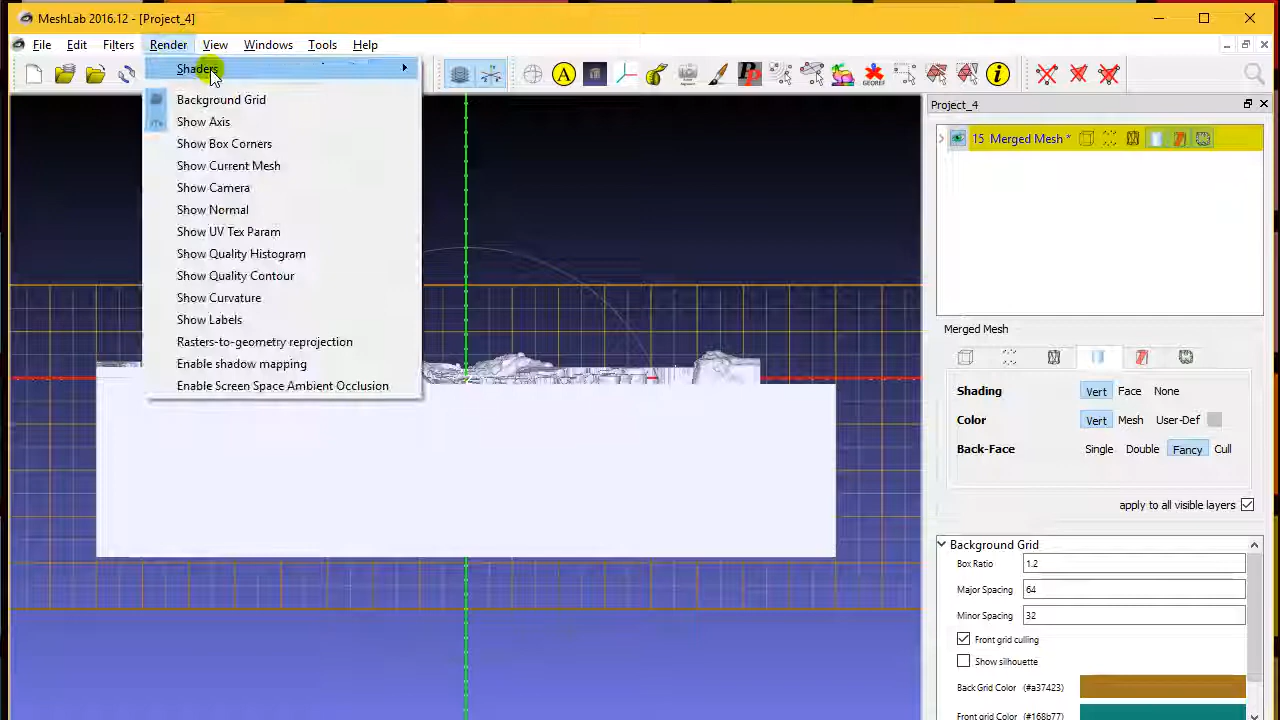 MeshLab 2016.12 - [Project_4]
File Edit Filters Render View Windows Tools Help
Shaders
Background Grid
Show Axis
Show Box Corners
Show Current Mesh
Show Camera
Show Normal
Show UV Tex Param
Show Quality Histogram
Show Quality Contour
Show Curvature
Show Labels
Rasters-to-geometry reprojection
Enable shadow mapping
Enable Screen Space Ambient Occlusion
A
P
GEOREF
i
Project_4
15 Merged Mesh *
Merged Mesh
Shading Vert Face None
Color Vert Mesh User-Def
Back-Face Single Double Fancy Cull
apply to all visible layers
Background Grid
Box Ratio 1.2
Major Spacing 64
Minor Spacing 32
Front grid culling
Show silhouette
Back Grid Color (#a37423)
Front grid Color (#168b77)